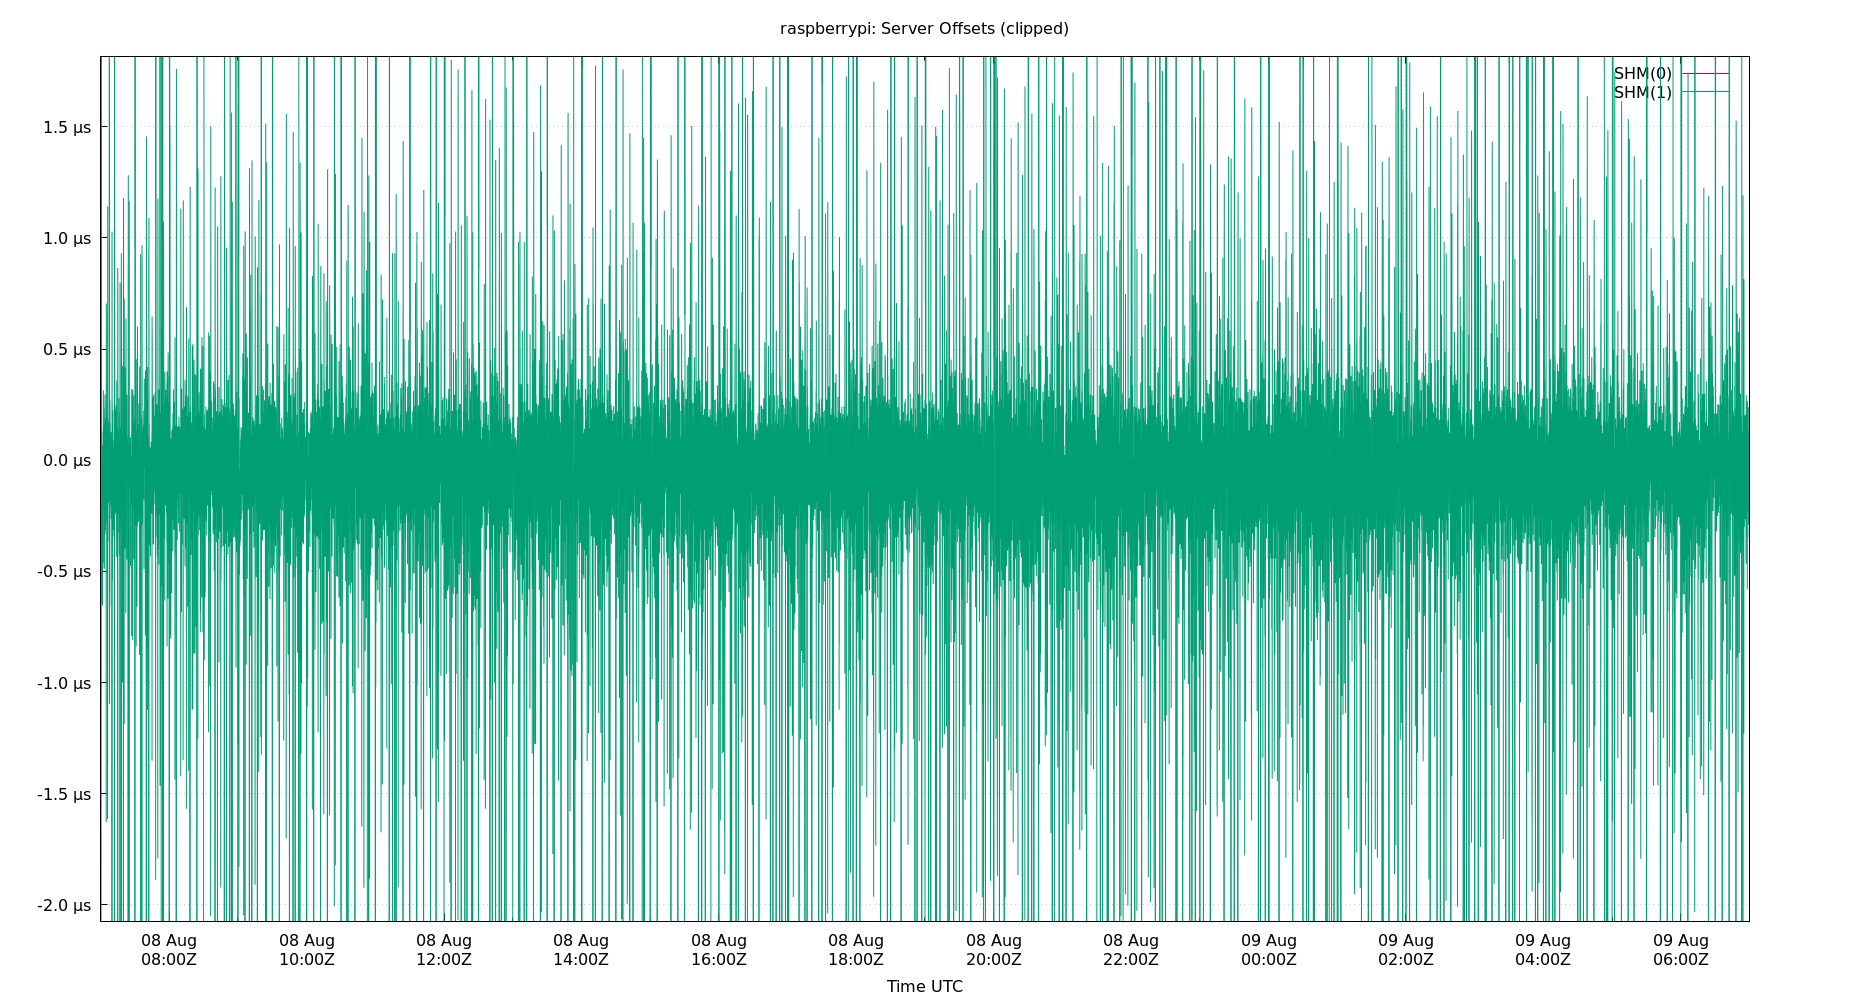 raspberrypi: Server Offsets (clipped)
SHM(0)
SHM(1)
1.5 µs
1.0 µs
0.5 µs
0.0 µs
-0.5 µs
-1.0 µs
-1.5 µs
-2.0 µs
08 Aug 08 Aug 08 Aug 08 Aug 08 Aug 08 Aug 08 Aug 08 Aug 09 Aug 09 Aug 09 Aug 09 Aug
08:00Z 10:00Z 12:00Z 14:00Z 16:00Z 18:00Z 20:00Z 22:00Z 00:00Z 02:00Z 04:00Z 06:00Z
Time UTC